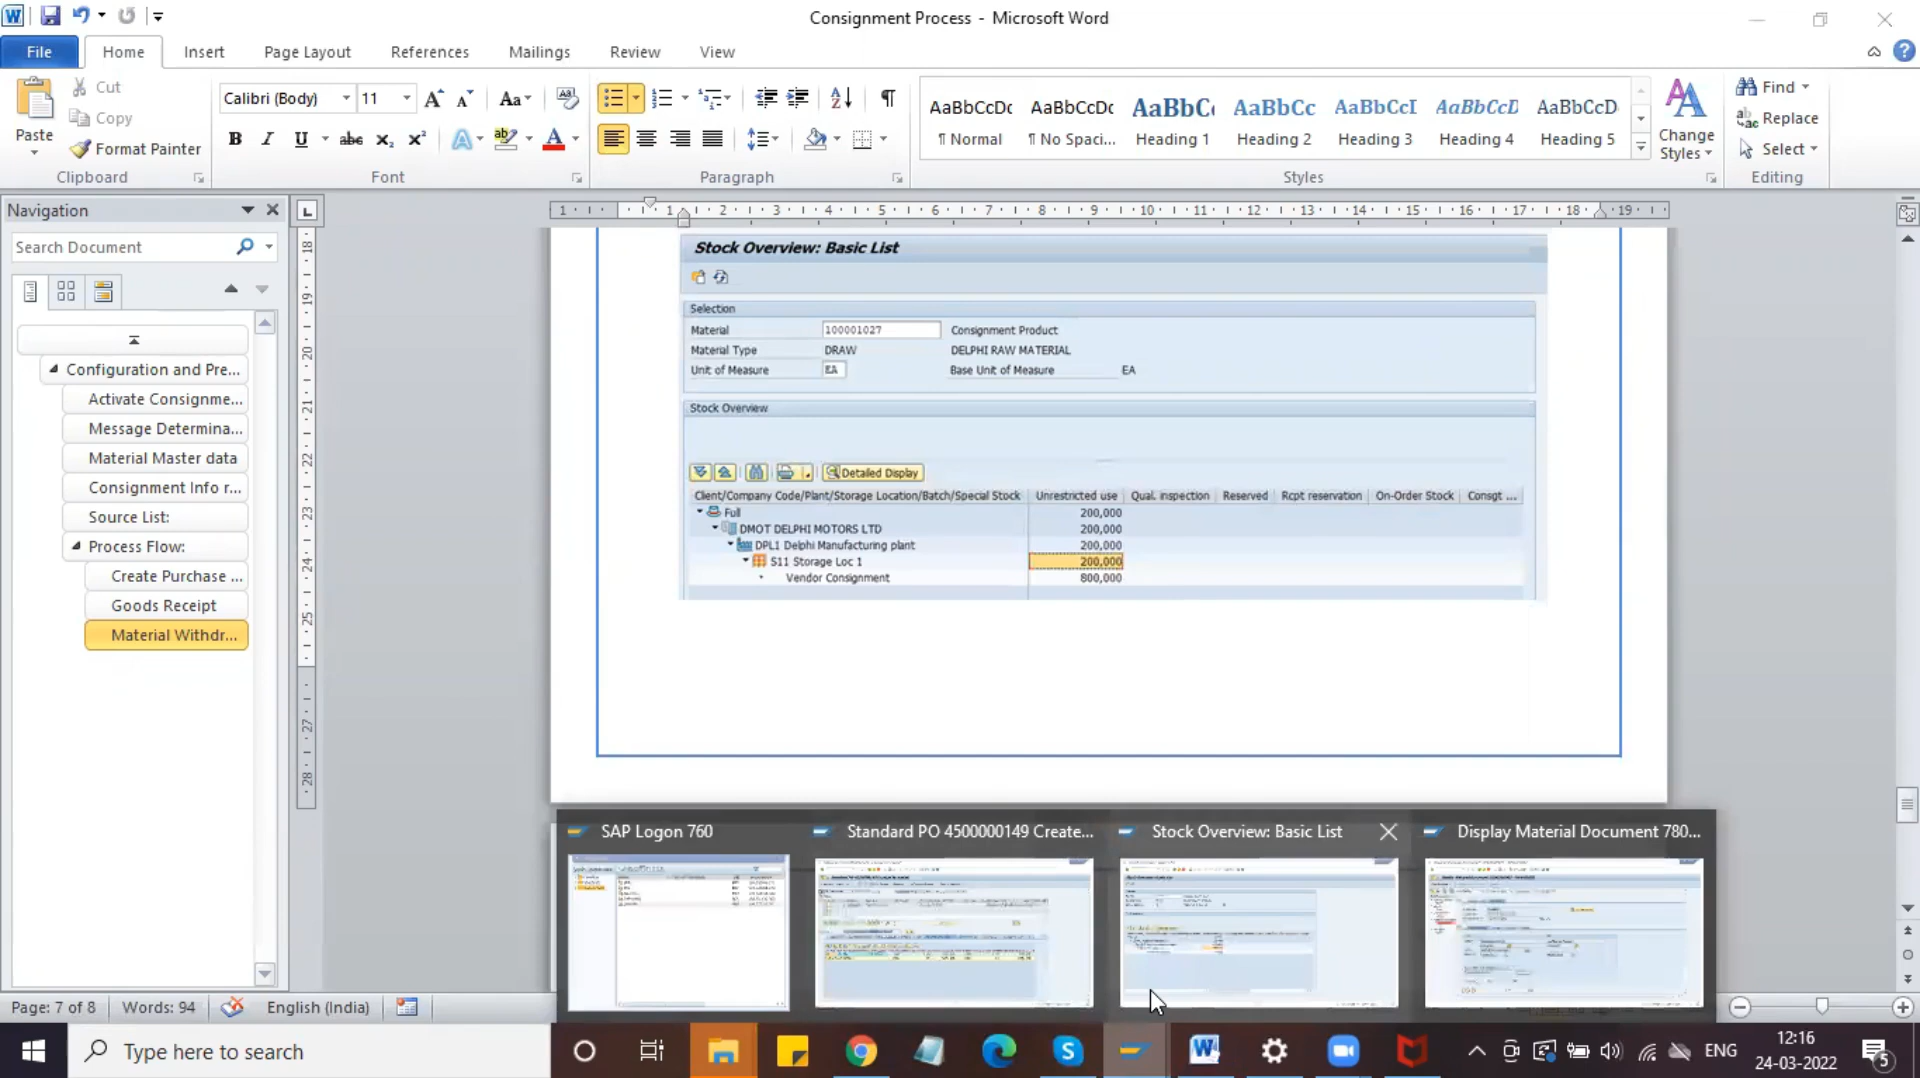 Consignment Process - Microsoft Word
File Home Insert Page Layout References Mailings Review View
Paste
Cut
Copy
Format Painter
Clipboard
Calibri (Body) 11
Font
Paragraph
AaBbCcDc AaBbCcDc AaBbC AaBbCc AaBbCcI AaBbCcD AaBbCcD
¶ Normal ¶ No Spaci... Heading 1 Heading 2 Heading 3 Heading 4 Heading 5
Styles
Change Styles
Find
Replace
Select
Editing
Navigation
Search Document
Configuration and Pre...
Activate Consignme...
Message Determina...
Material Master data
Consignment Info r...
Source List:
Process Flow:
Create Purchase ...
Goods Receipt
Material Withdr...
Stock Overview: Basic List
Selection
Material 100001027 Consignment Product
Material Type DRAW DELPHI RAW MATERIAL
Unit of Measure EA Base Unit of Measure EA
Stock Overview
Detailed Display
Client/Company Code/Plant/Storage Location/Batch/Special Stock Unrestricted use Qual. inspection Reserved Rcpt reservation On-Order Stock Consgt ...
Full 200,000
DMOT DELPHI MOTORS LTD 200,000
DPL1 Delphi Manufacturing plant 200,000
S11 Storage Loc 1 200,000
Vendor Consignment 800,000
SAP Logon 760 Standard PO 4500000149 Create... Stock Overview: Basic List Display Material Document 780...
Page: 7 of 8 Words: 94 English (India)
Type here to search
ENG
12:16
24-03-2022
5